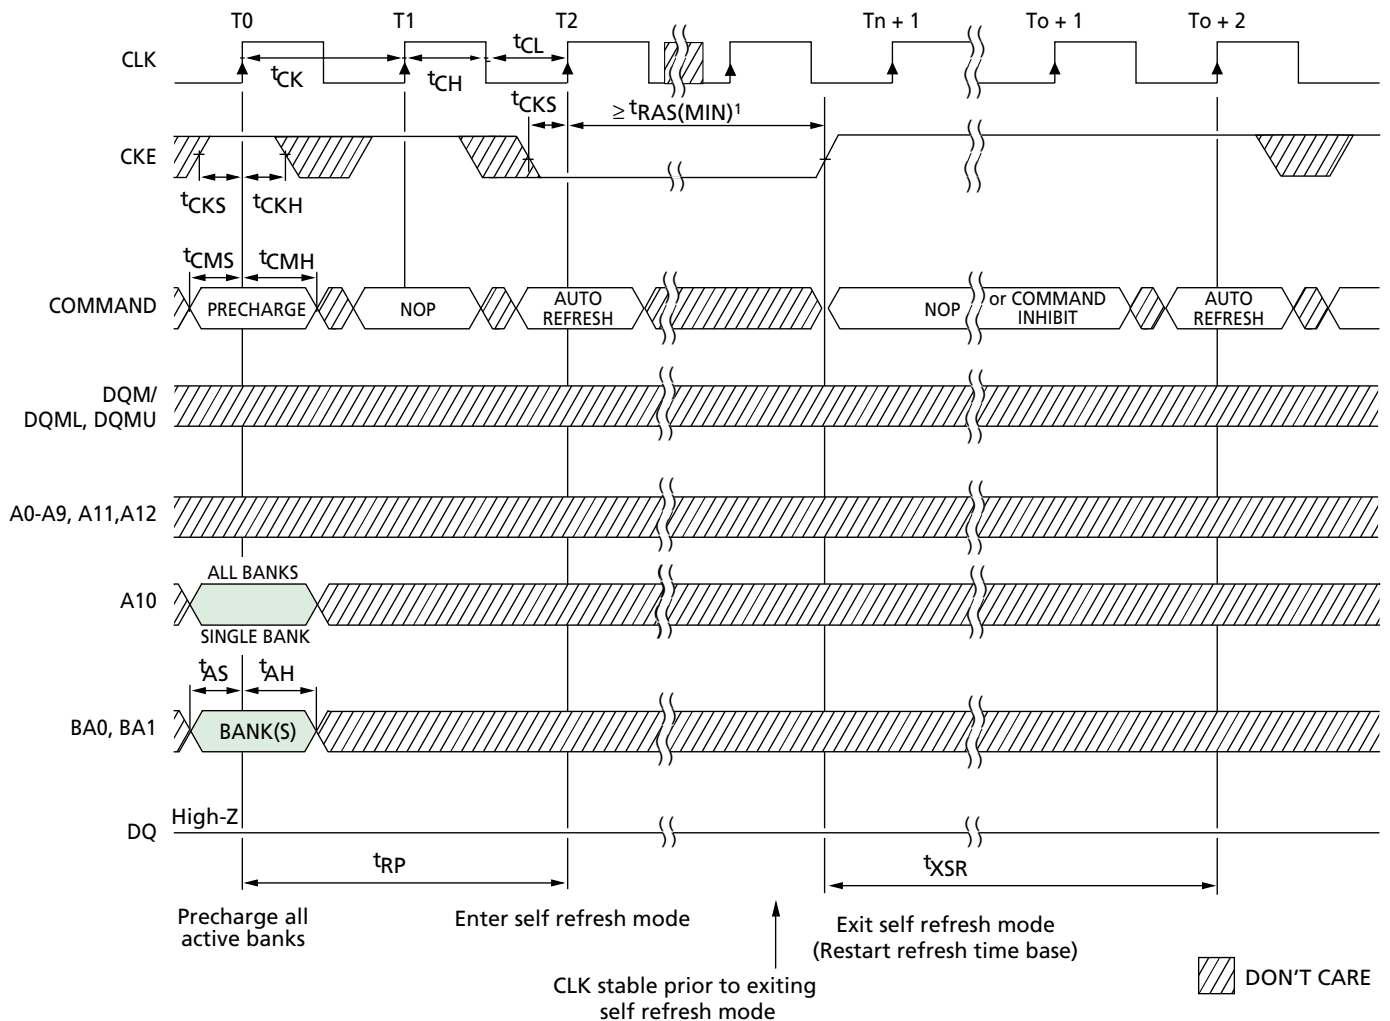 T0 T1 T2 Tn + 1 To + 1 To + 2
CLK
tCK tCH tCL
tCKS ≥ tRAS(MIN)1
CKE
tCKS tCKH
tCMS tCMH
COMMAND PRECHARGE NOP AUTO REFRESH NOP or COMMAND INHIBIT AUTO REFRESH
DQM/
DQML, DQMU
A0-A9, A11,A12
ALL BANKS
A10
SINGLE BANK
tAS tAH
BA0, BA1 BANK(S)
High-Z
DQ
tRP tXSR
Precharge all
active banks
Enter self refresh mode
CLK stable prior to exiting
self refresh mode
Exit self refresh mode
(Restart refresh time base)
DON'T CARE